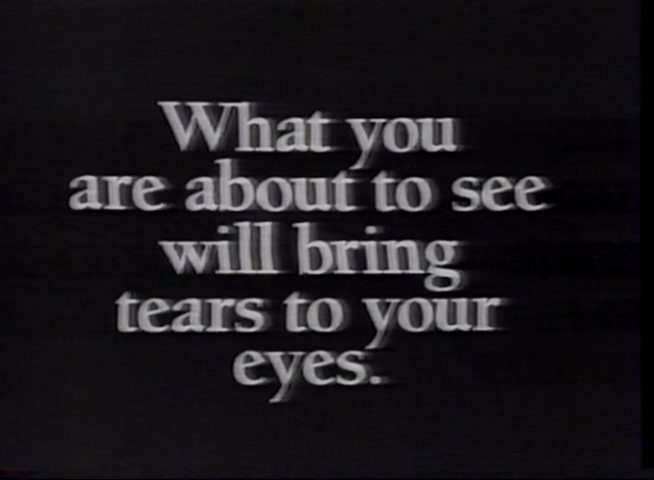 What you
are about to see
will bring
tears to your
eyes.